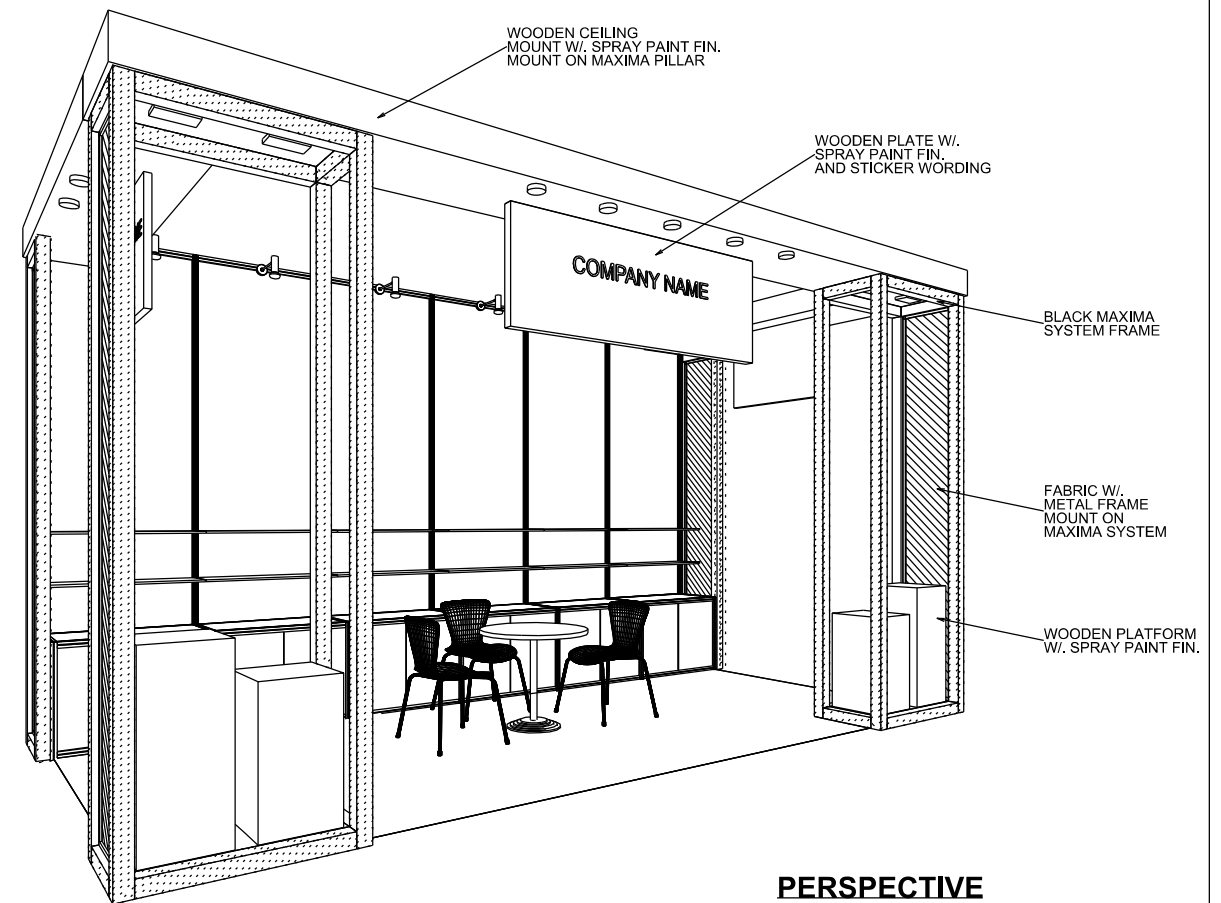 WOODEN CEILING
MOUNT W/. SPRAY PAINT FIN.
MOUNT ON MAXIMA PILLAR
WOODEN PLATE W/.
SPRAY PAINT FIN.
AND STICKER WORDING
COMPANY NAME
BLACK MAXIMA
SYSTEM FRAME
FABRIC W/.
METAL FRAME
MOUNT ON
MAXIMA SYSTEM
WOODEN PLATFORM
W/. SPRAY PAINT FIN.
PERSPECTIVE